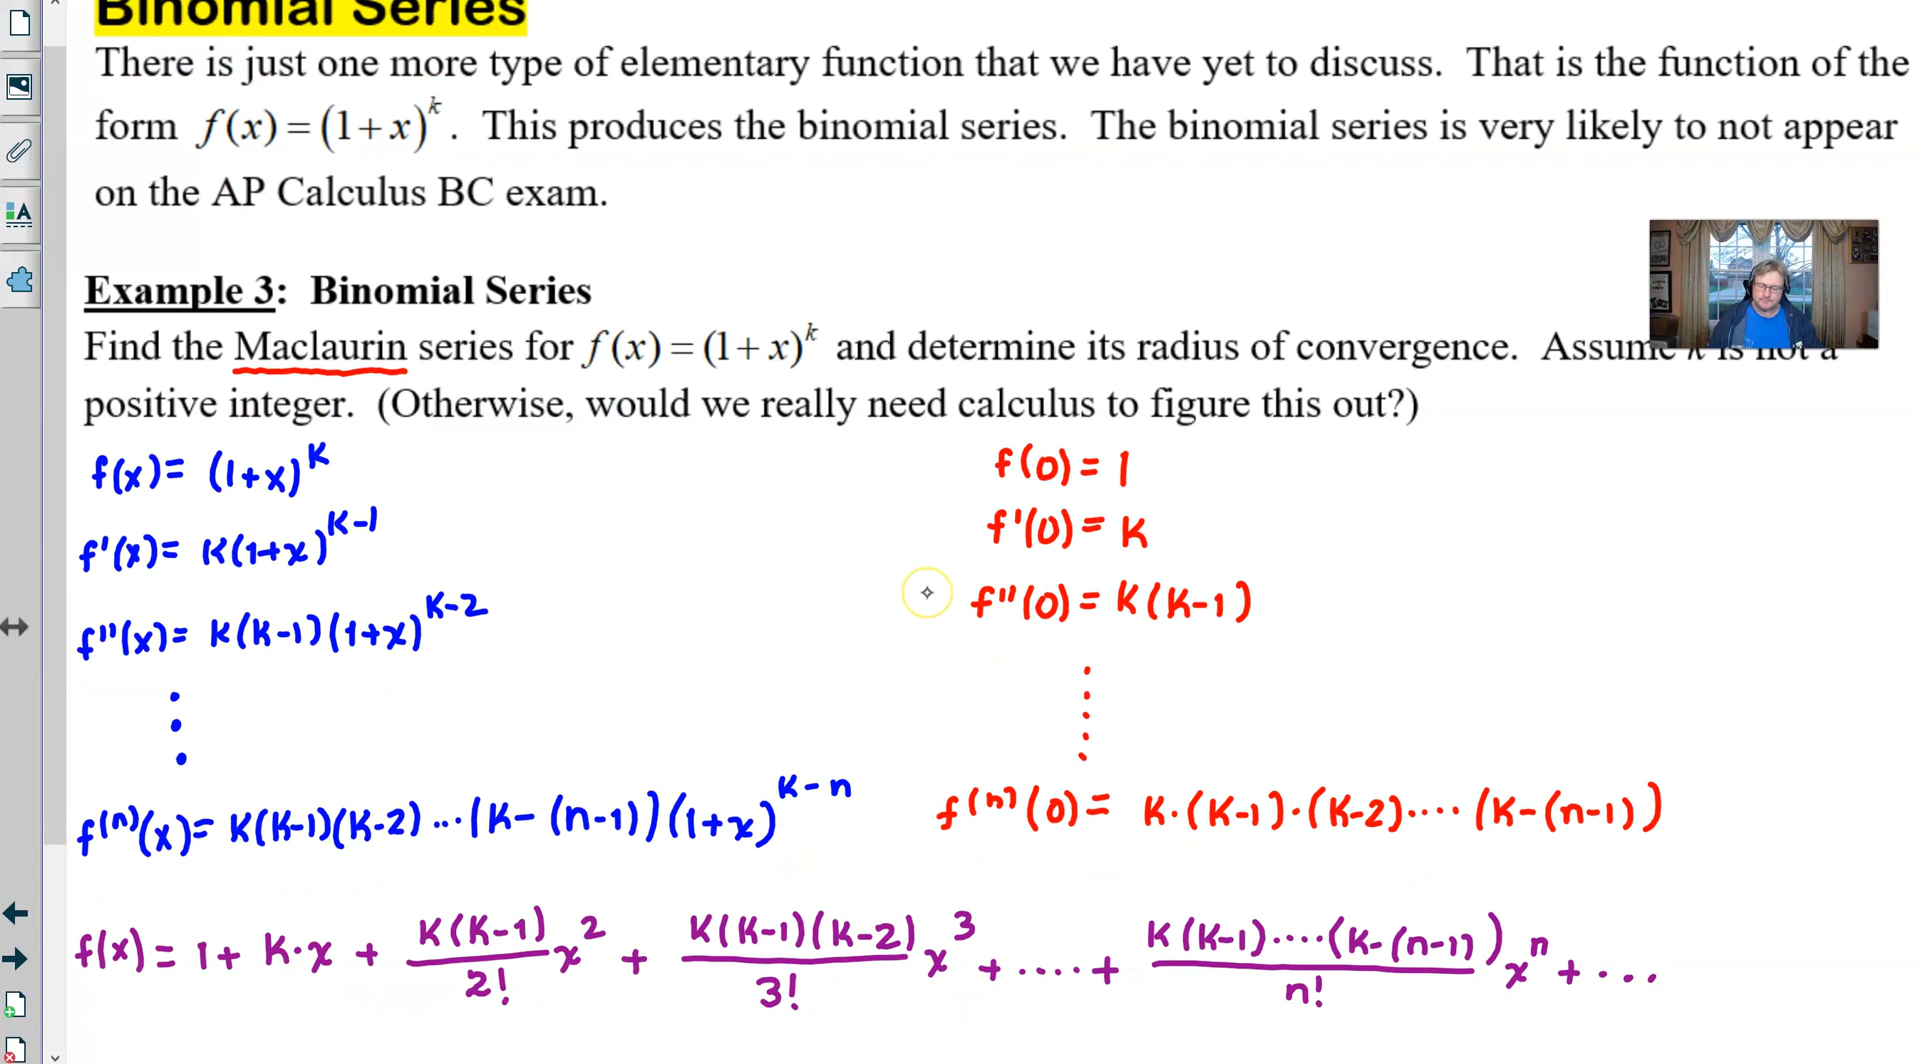 Binomial Series
There is just one more type of elementary function that we have yet to discuss. That is the function of the
form f(x) = (1+x)^k. This produces the binomial series. The binomial series is very likely to not appear
on the AP Calculus BC exam.
Example 3: Binomial Series
Find the Maclaurin series for f(x) = (1+x)^k and determine its radius of convergence. Assume k is not a
positive integer. (Otherwise, would we really need calculus to figure this out?)
f(x) = (1+x)^K
f(0) = 1
f'(x) = K(1+x)^{K-1}
f'(0) = K
f''(x) = K(K-1)(1+x)^{K-2}
f''(0) = K(K-1)
f^{(n)}(x) = K(K-1)(K-2)...(K-(n-1))(1+x)^{K-n}
f^{(n)}(0) = K·(K-1)·(K-2)....(K-(n-1))
f(x) = 1 + K·x + \frac{K(K-1)}{2!}x^2 + \frac{K(K-1)(K-2)}{3!}x^3 + .... + \frac{K(K-1)....(K-(n-1))}{n!}x^n + ...